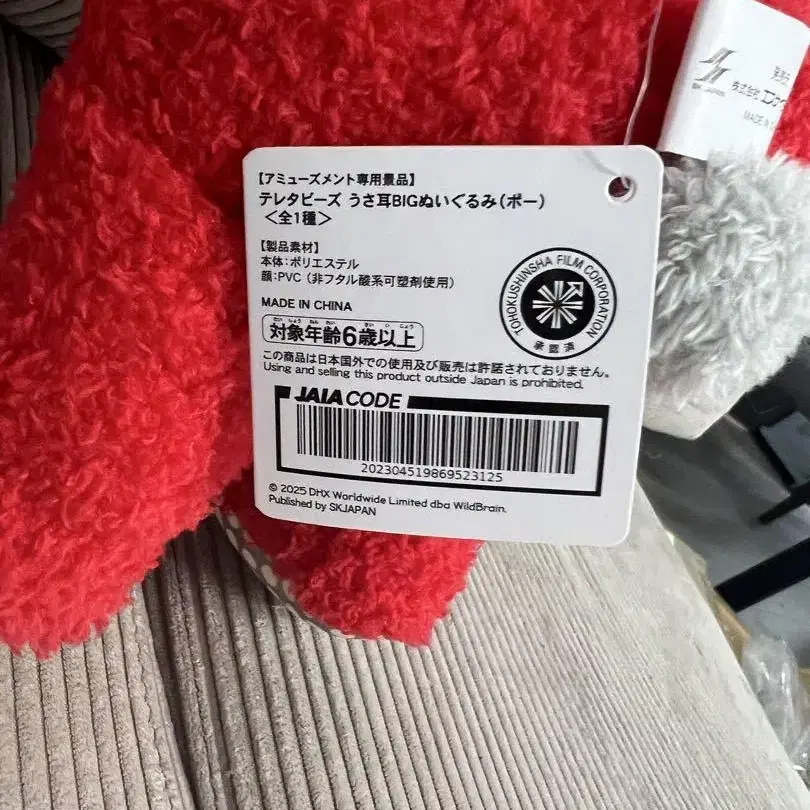 【アミューズメント専用景品】
テレタビーズ うさ耳BIGぬいぐるみ(ポー)
<全1種>
【製品素材】
本体:ポリエステル
顔:PVC (非フタル酸系可塑剤使用)
MADE IN CHINA
対象年齢6歳以上
この商品は日本国外での使用及び販売は許諾されておりません。
Using and selling this product outside Japan is prohibited.
JAIA CODE
202304519869523125
© 2025 DHX Worldwide Limited dba WildBrain.
Published by SKJAPAN
TOHOKUSHINSHA FILM CORPORATION
承認済
株式会社
MADE IN